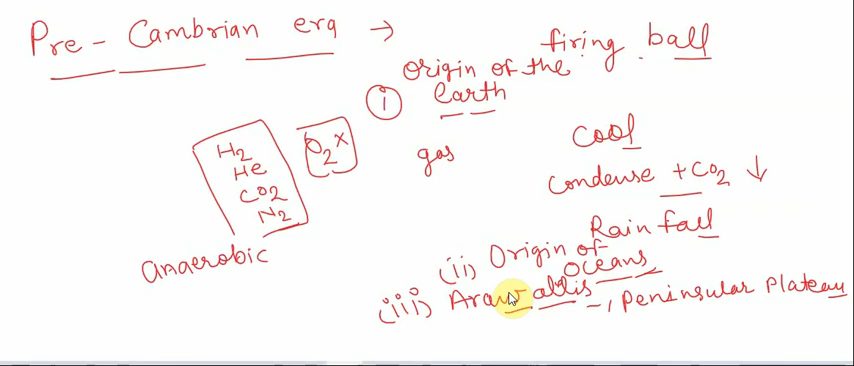 Pre - Cambrian era →
firing ball
origin of the
(i) Earth
H2
He
CO2
N2
O2 x
gas
Cool
Condense + CO2 ↓
Anaerobic
Rain fall
(ii) Origin of
Oceans
(iii) Aravallis -, Peninsular Plateau